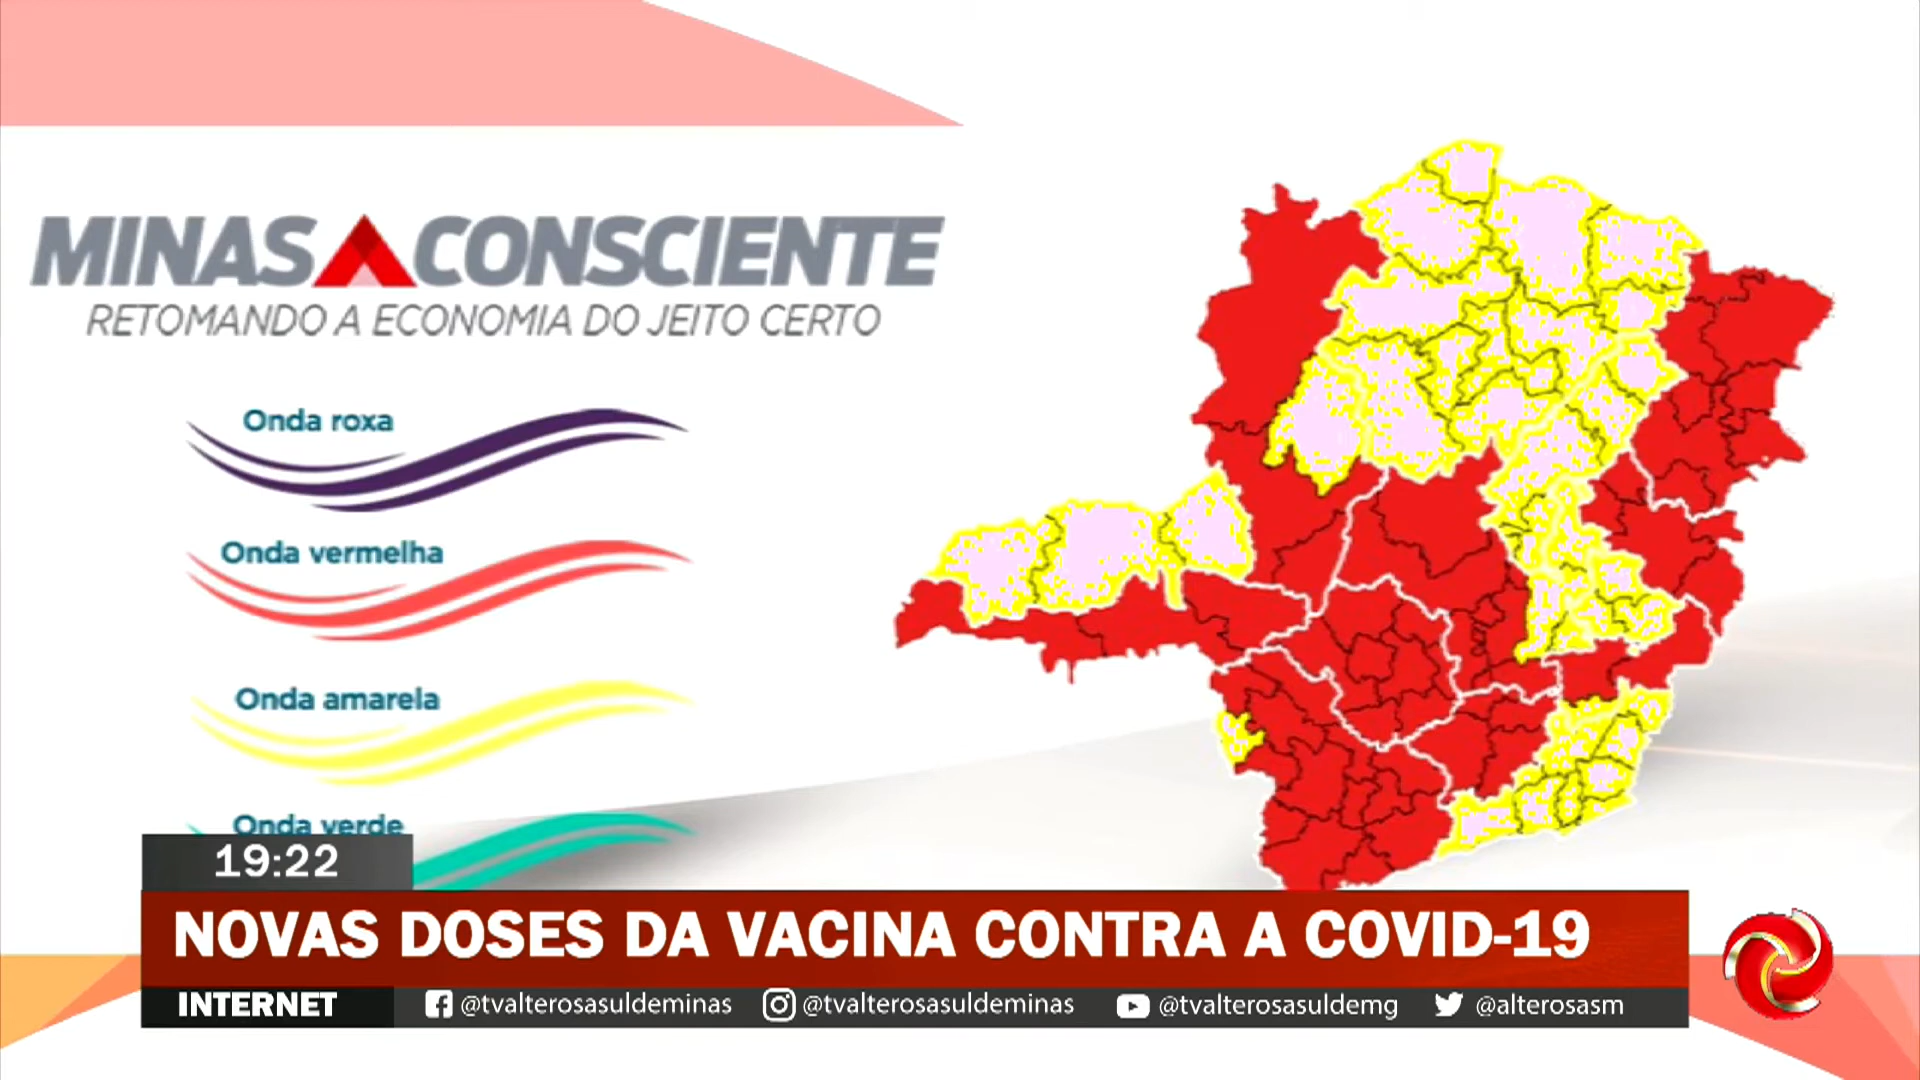 MINAS CONSCIENTE
RETOMANDO A ECONOMIA DO JEITO CERTO
Onda roxa
Onda vermelha
Onda amarela
Onda verde
19:22
NOVAS DOSES DA VACINA CONTRA A COVID-19
INTERNET @tvalterosasuldeminas @tvalterosasuldeminas @tvalterosasuldemg @alterosasm